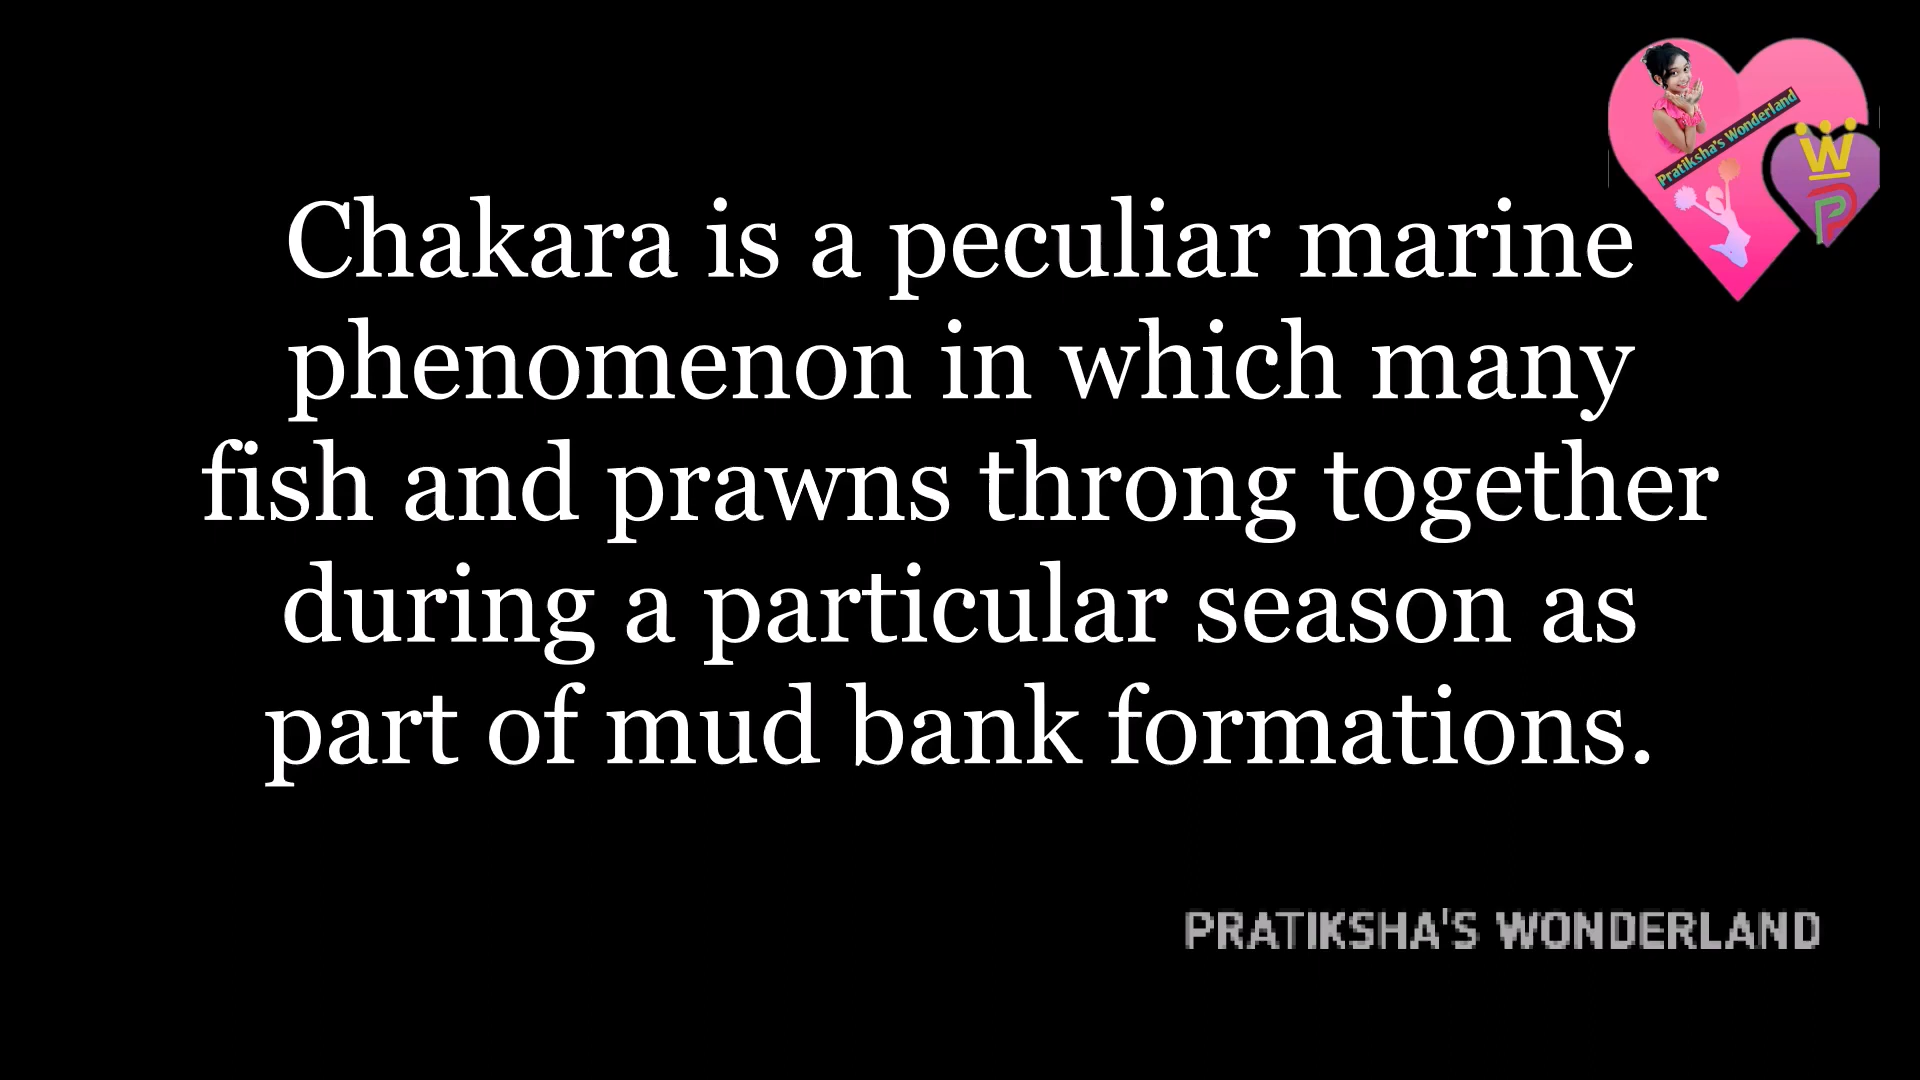 Pratiksha's Wonderland
W
P
Chakara is a peculiar marine
phenomenon in which many
fish and prawns throng together
during a particular season as
part of mud bank formations.
PRATIKSHA'S WONDERLAND